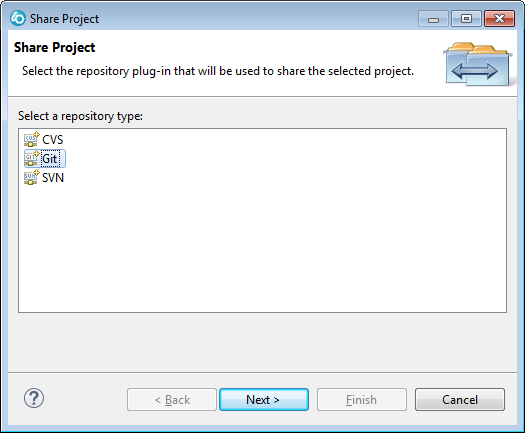 Share Project
Share Project
Select the repository plug-in that will be used to share the selected project.
Select a repository type:
CVS
Git
SVN
?
< Back
Next >
Finish
Cancel